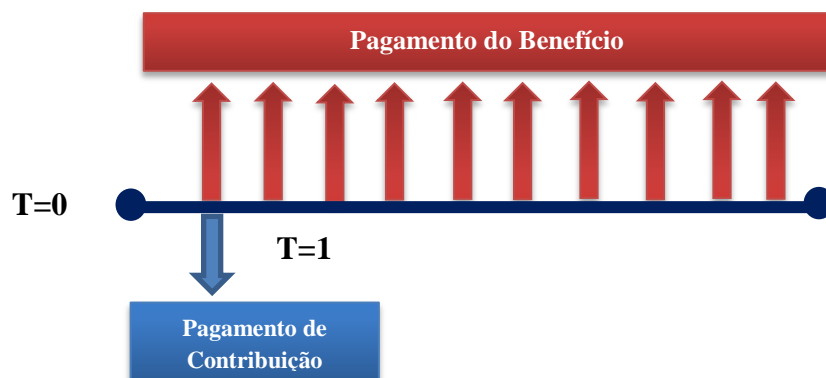 Pagamento do Benefício
T=0
T=1
Pagamento de
Contribuição